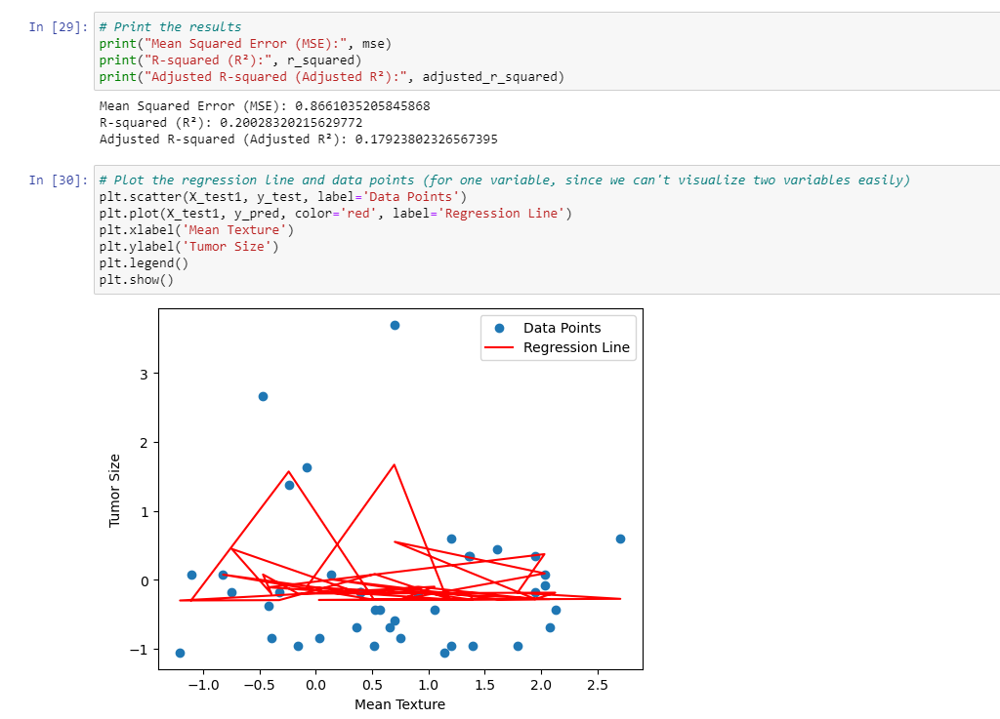 In [29]: # Print the results
print("Mean Squared Error (MSE):", mse)
print("R-squared (R²):", r_squared)
print("Adjusted R-squared (Adjusted R²):", adjusted_r_squared)
Mean Squared Error (MSE): 0.8661035205845868
R-squared (R²): 0.20028320215629772
Adjusted R-squared (Adjusted R²): 0.17923802326567395
In [30]: # Plot the regression line and data points (for one variable, since we can't visualize two variables easily)
plt.scatter(X_test1, y_test, label='Data Points')
plt.plot(X_test1, y_pred, color='red', label='Regression Line')
plt.xlabel('Mean Texture')
plt.ylabel('Tumor Size')
plt.legend()
plt.show()
Data Points
Regression Line
3
2
1
0
−1
Tumor Size
−1.0 −0.5 0.0 0.5 1.0 1.5 2.0 2.5
Mean Texture